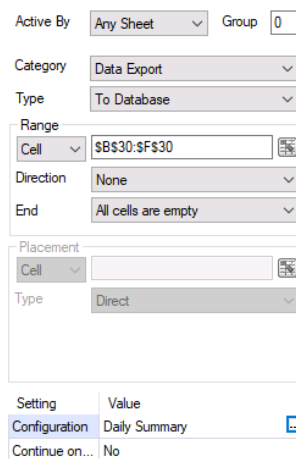 Active By Any Sheet Group 0
Category Data Export
Type To Database
Range
Cell $B$30:$F$30
Direction None
End All cells are empty
Placement
Cell
Type Direct
Setting Value
Configuration Daily Summary ...
Continue on... No